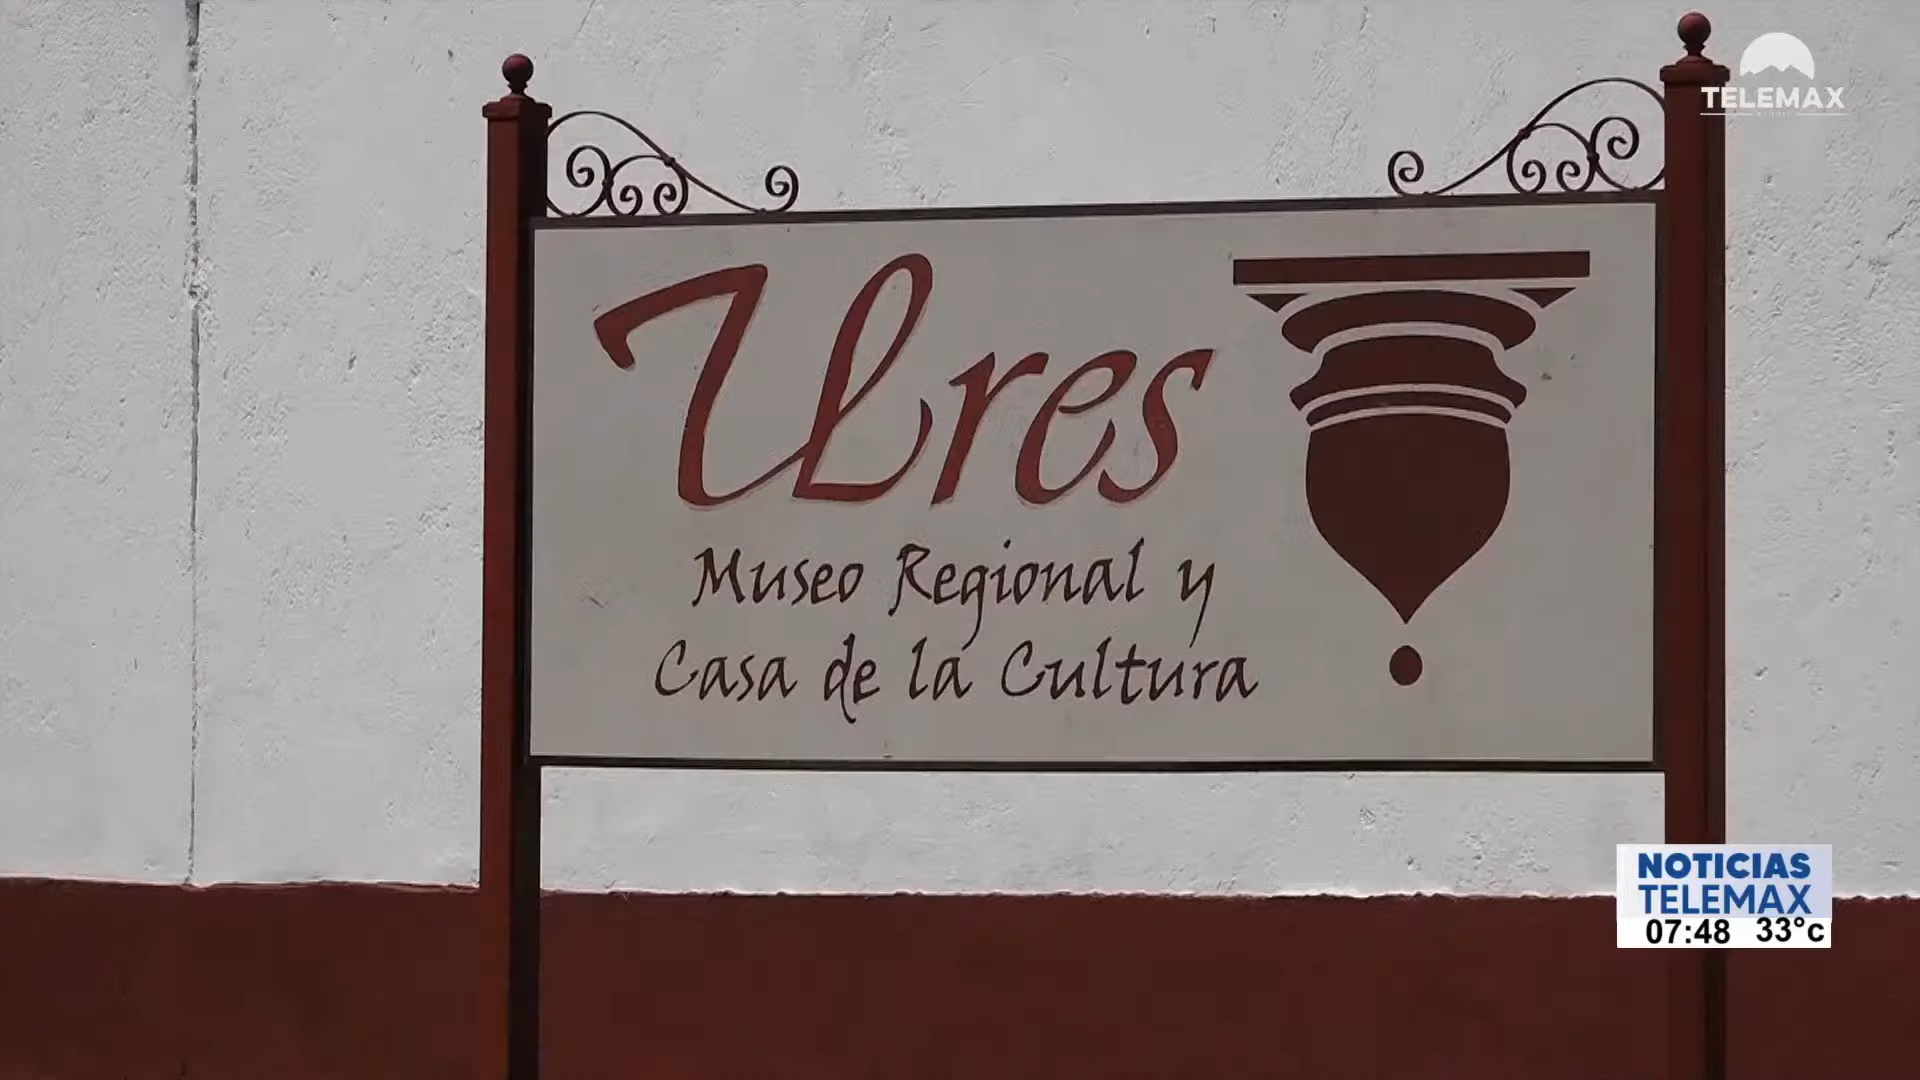 TELEMAX
Ures
Museo Regional y
Casa de la Cultura
NOTICIAS
TELEMAX
07:48 33°c